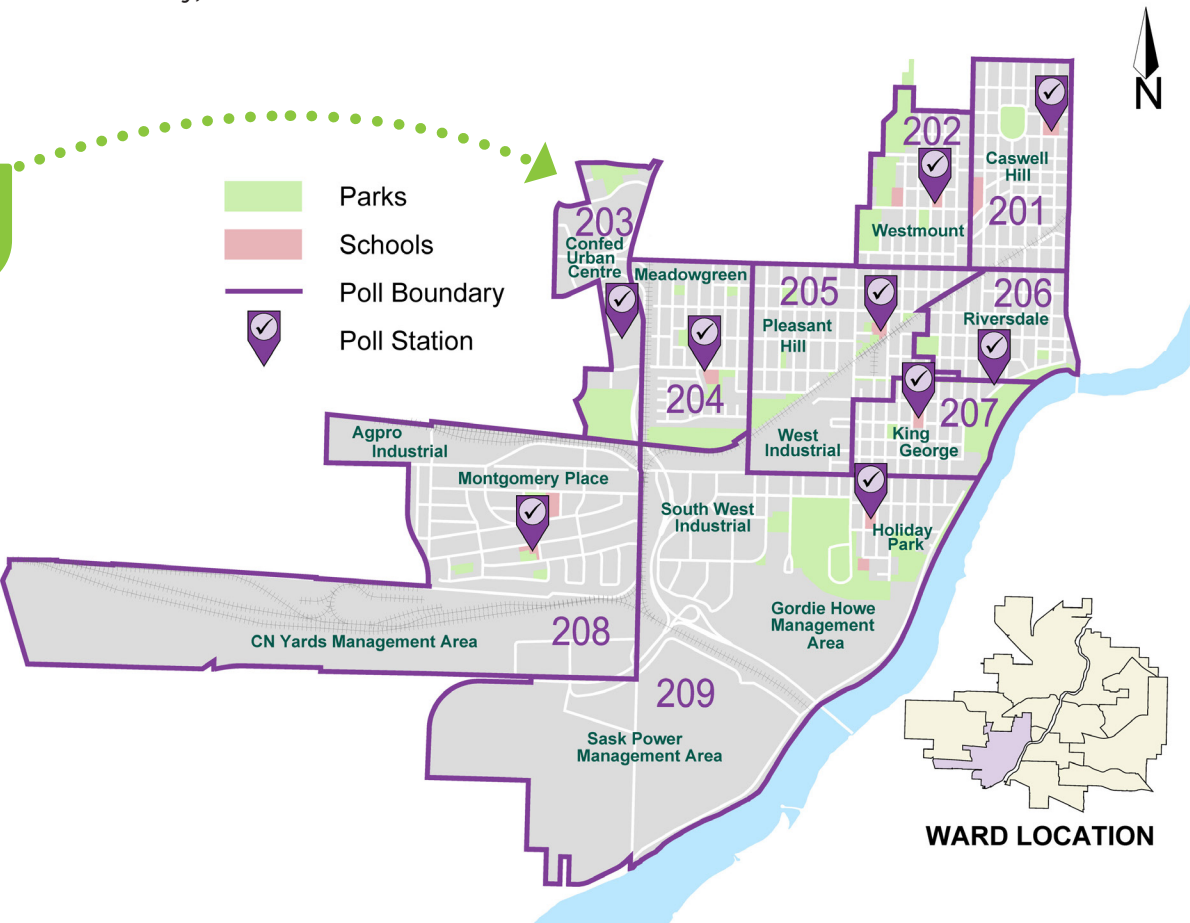 N
Parks
Schools
Poll Boundary
Poll Station
202
Caswell
Hill
201
Westmount
203
Confed
Urban
Centre
Meadowgreen
205
206
Riversdale
Pleasant
Hill
204
207
King
George
West
Industrial
Agpro
Industrial
Montgomery Place
South West
Industrial
Holiday
Park
Gordie Howe
Management
Area
208
CN Yards Management Area
209
Sask Power
Management Area
WARD LOCATION